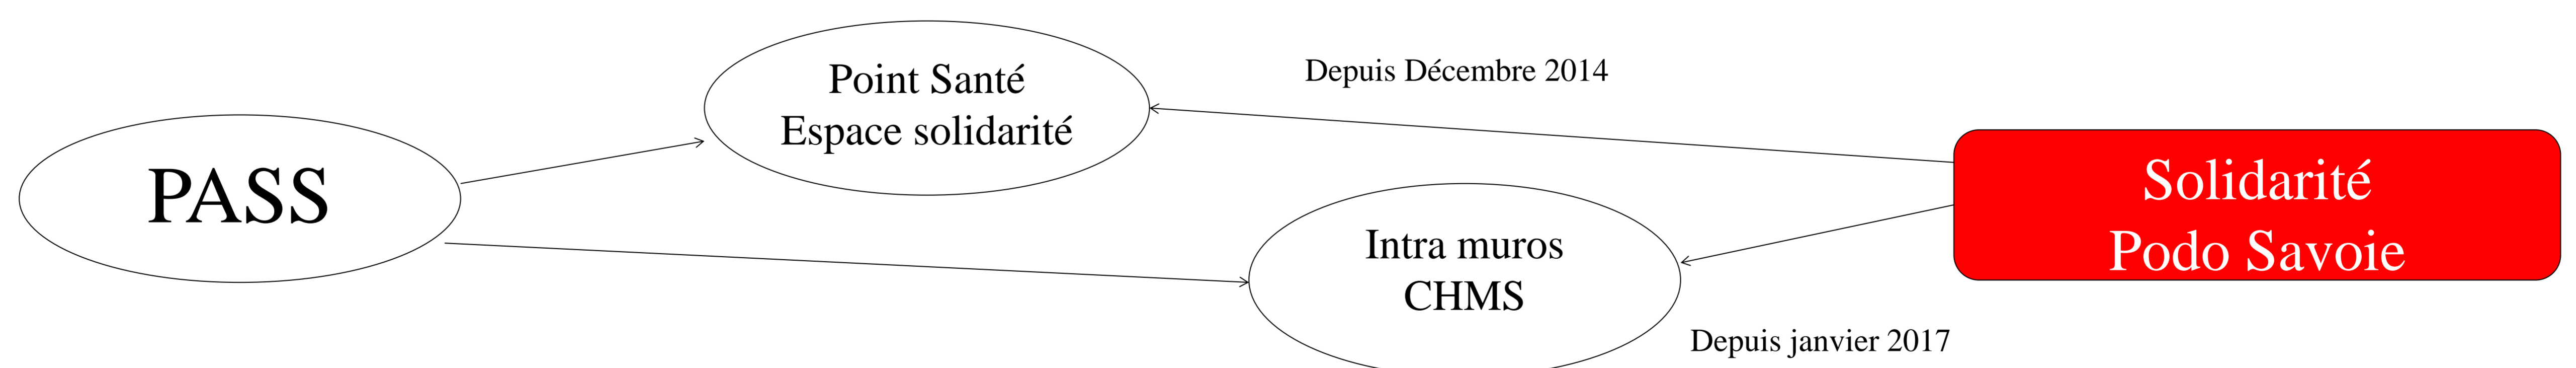 PASS
Point Santé
Espace solidarité
Depuis Décembre 2014
Intra muros
CHMS
Depuis janvier 2017
Solidarité
Podo Savoie